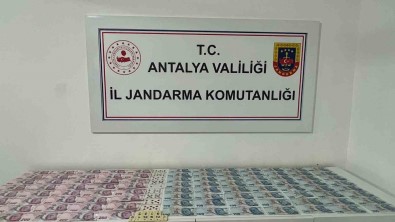 T.C.
ANTALYA VALİLİĞİ
İL JANDARMA KOMUTANLIĞI